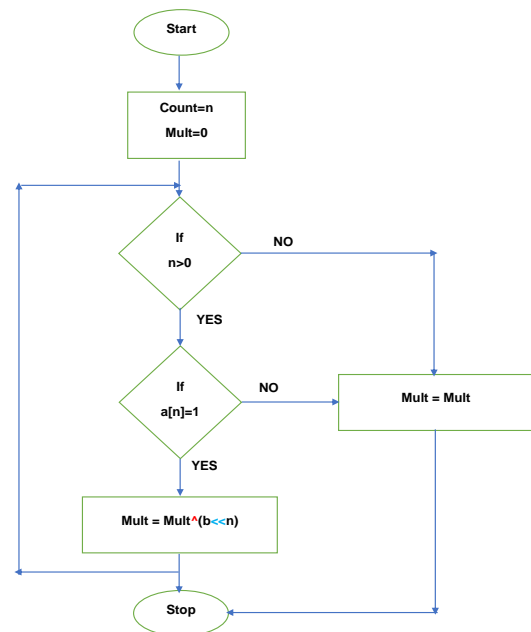 Start
Count=n
Mult=0
If
n>0
NO
YES
If
a[n]=1
NO
Mult = Mult
YES
Mult = Mult^(b<<n)
Stop